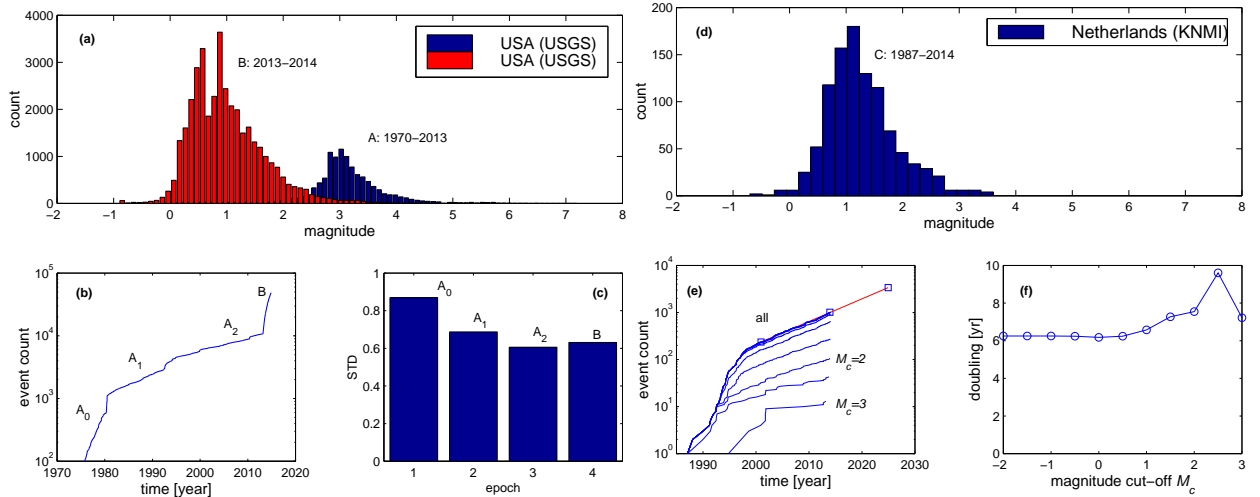 (a)
USA (USGS)
USA (USGS)
B: 2013−2014
A: 1970−2013
count
4000
3000
2000
1000
0
−2 −1 0 1 2 3 4 5 6 7 8
magnitude
(d)
Netherlands (KNMI)
C: 1987−2014
count
200
150
100
50
0
−2 −1 0 1 2 3 4 5 6 7 8
magnitude
(b)
B
A2
A1
A0
event count
10^5
10^4
10^3
10^2
1970 1980 1990 2000 2010 2020
time [year]
(c)
A0
A1
A2
B
STD
1
0.8
0.6
0.4
0.2
0
1 2 3 4
epoch
(e)
all
Mc=2
Mc=3
event count
10^4
10^3
10^2
10^1
10^0
1990 2000 2010 2020 2030
time [year]
(f)
doubling [yr]
10
8
6
4
2
0
−2 −1 0 1 2 3
magnitude cut−off Mc